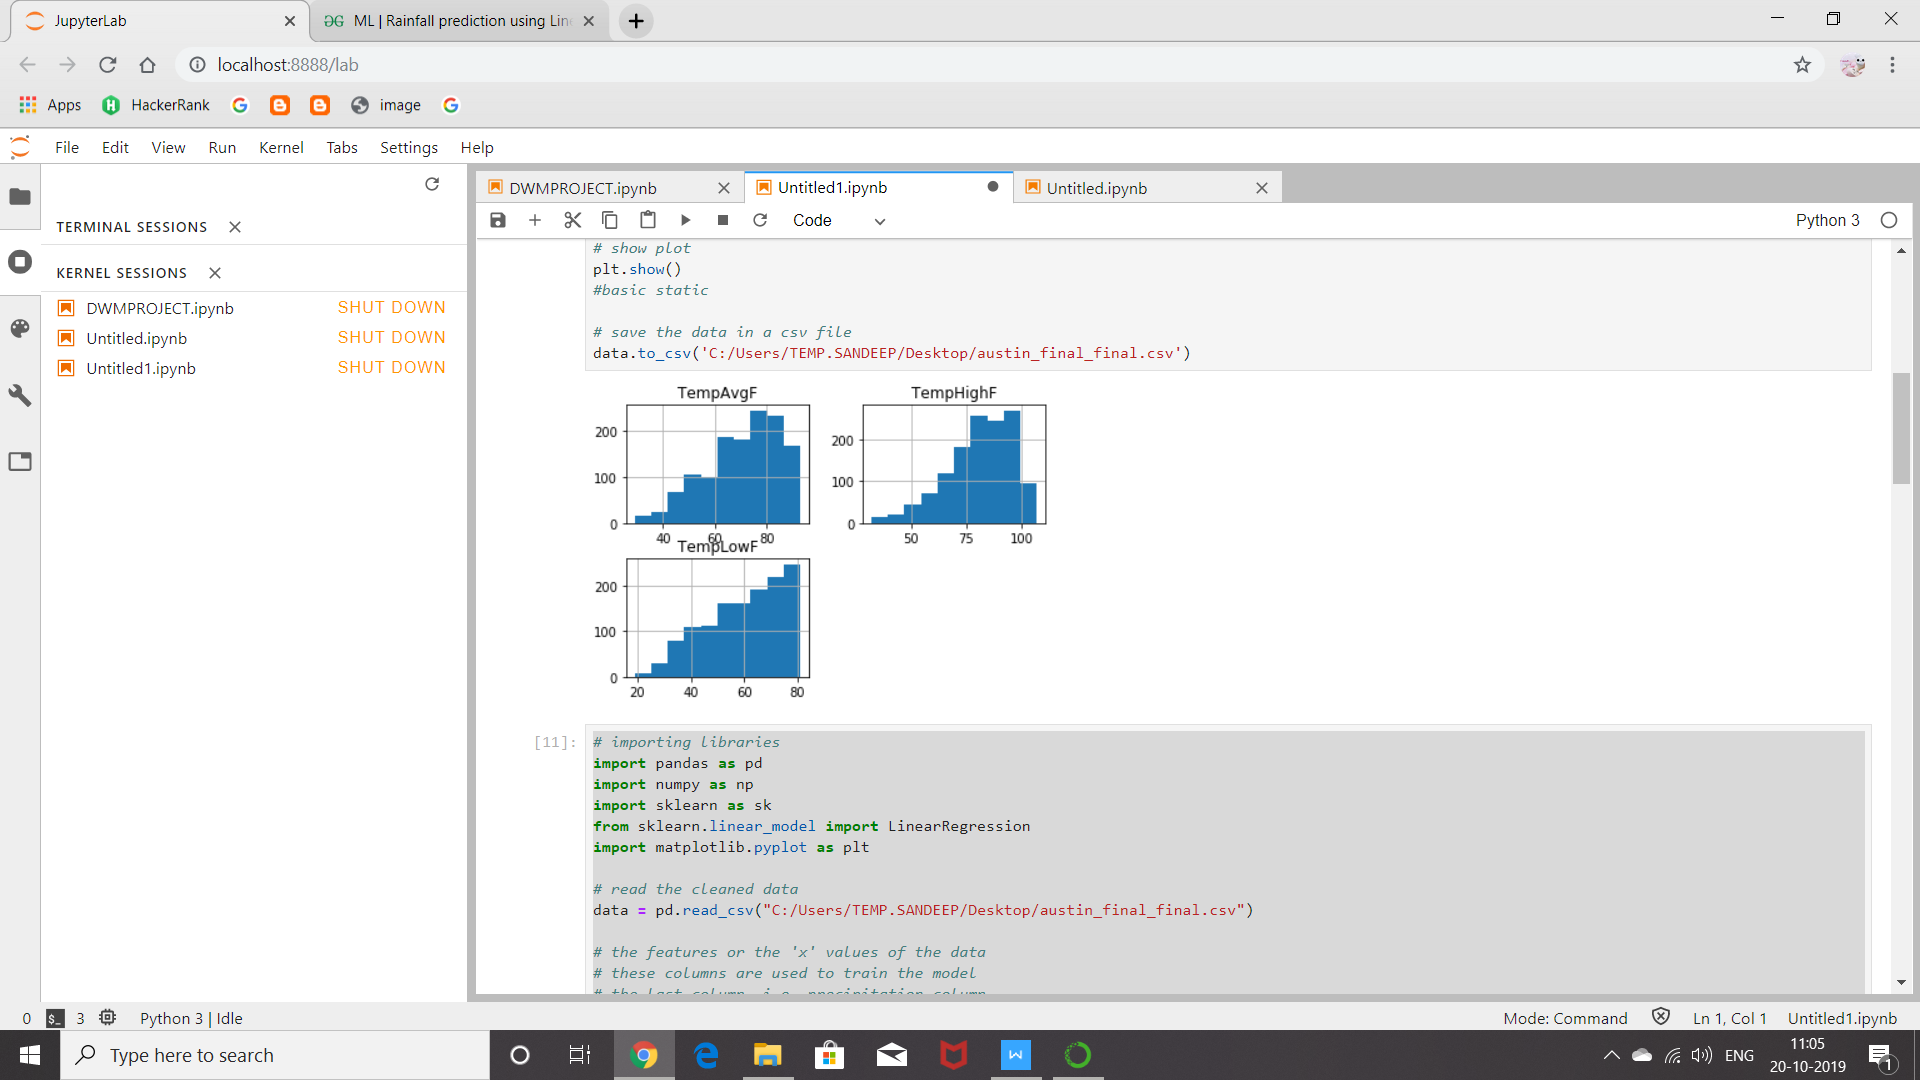 JupyterLab
ML | Rainfall prediction using Lin
localhost:8888/lab
Apps
HackerRank
image
File Edit View Run Kernel Tabs Settings Help
TERMINAL SESSIONS
KERNEL SESSIONS
DWMPROJECT.ipynb SHUT DOWN
Untitled.ipynb SHUT DOWN
Untitled1.ipynb SHUT DOWN
DWMPROJECT.ipynb
Untitled1.ipynb
Untitled.ipynb
Code
Python 3
# show plot
plt.show()
#basic static
# save the data in a csv file
data.to_csv('C:/Users/TEMP.SANDEEP/Desktop/austin_final_final.csv')
TempAvgF
200
100
0
40 60 80
TempHighF
200
100
0
50 75 100
TempLowF
200
100
0
20 40 60 80
[11]:
# importing libraries
import pandas as pd
import numpy as np
import sklearn as sk
from sklearn.linear_model import LinearRegression
import matplotlib.pyplot as plt
# read the cleaned data
data = pd.read_csv("C:/Users/TEMP.SANDEEP/Desktop/austin_final_final.csv")
# the features or the 'x' values of the data
# these columns are used to train the model
# the last column, i.e, precipitation column
0 $_ 3 Python 3 | Idle
Mode: Command Ln 1, Col 1 Untitled1.ipynb
Type here to search
ENG
11:05
20-10-2019
1